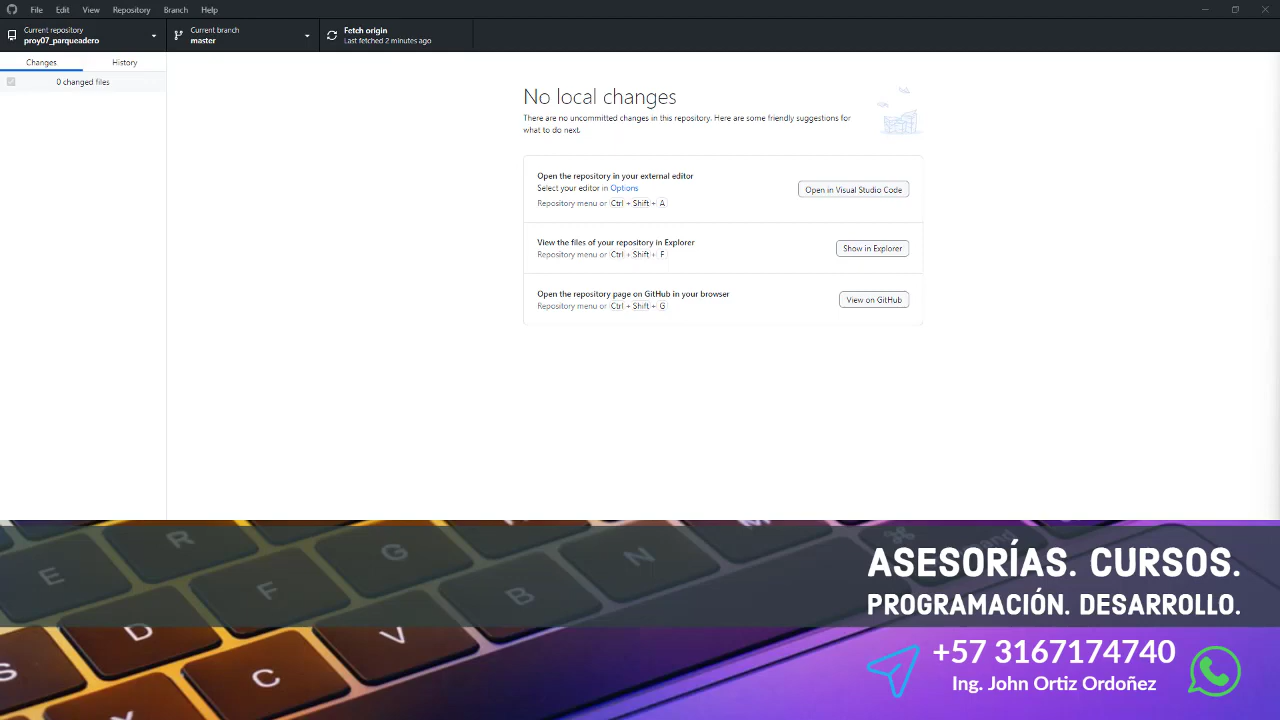 File Edit View Repository Branch Help
Current repository
proy07_parqueadero
Current branch
master
Fetch origin
Last fetched 2 minutes ago
Changes History
0 changed files
No local changes
There are no uncommitted changes in this repository. Here are some friendly suggestions for
what to do next.
Open the repository in your external editor
Select your editor in Options
Repository menu or Ctrl + Shift + A
Open in Visual Studio Code
View the files of your repository in Explorer
Repository menu or Ctrl + Shift + F
Show in Explorer
Open the repository page on GitHub in your browser
Repository menu or Ctrl + Shift + G
View on GitHub
E R F G D C V B N M
ASESORÍAS. CURSOS.
PROGRAMACIÓN. DESARROLLO.
+57 3167174740
Ing. John Ortiz Ordoñez